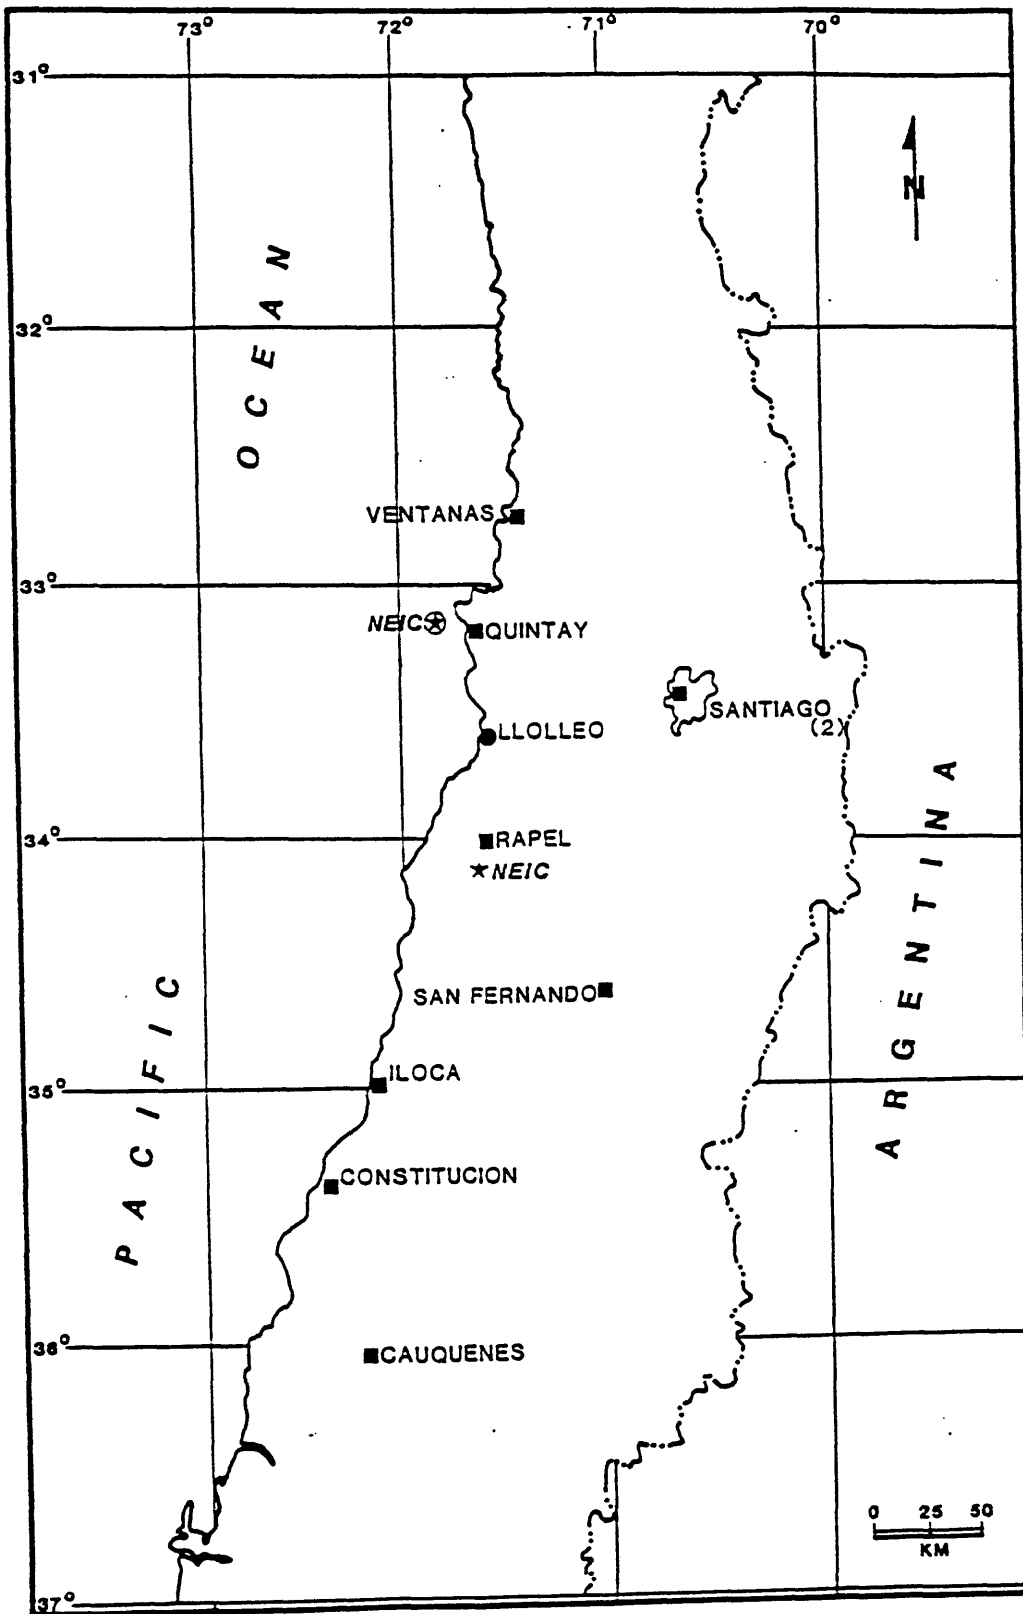 73° 72° 71° 70°
31°
N
OCEAN
32°
VENTANAS
33°
NEIC
QUINTAY
SANTIAGO
(2)
LLOLLEO
34°
RAPEL
NEIC
ARGENTINA
SAN FERNANDO
PACIFIC
35°
ILOCA
CONSTITUCION
36°
CAUQUENES
0 25 50
KM
37°